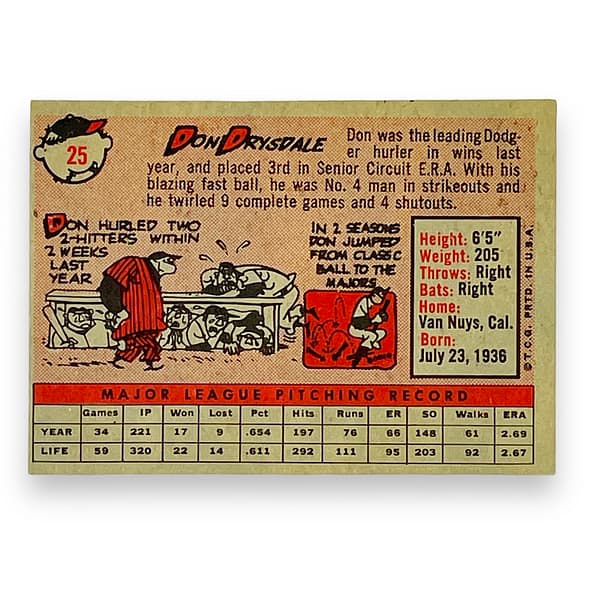 25
DON DRYSDALE
Don was the leading Dodg-
er hurler in wins last
year, and placed 3rd in Senior Circuit E.R.A. With his
blazing fast ball, he was No. 4 man in strikeouts and
he twirled 9 complete games and 4 shutouts.
DON HURLED TWO
2-HITTERS WITHIN
2 WEEKS
LAST
YEAR
IN 2 SEASONS
DON JUMPED
FROM CLASS C
BALL TO THE
MAJORS
Height: 6'5"
Weight: 205
Throws: Right
Bats: Right
Home:
Van Nuys, Cal.
Born:
July 23, 1936
© T.C.G. PRTD. IN U.S.A.
MAJOR LEAGUE PITCHING RECORD
Games IP Won Lost Pct Hits Runs ER SO Walks ERA
YEAR 34 221 17 9 .654 197 76 66 148 61 2.69
LIFE 59 320 22 14 .611 292 111 95 203 92 2.67